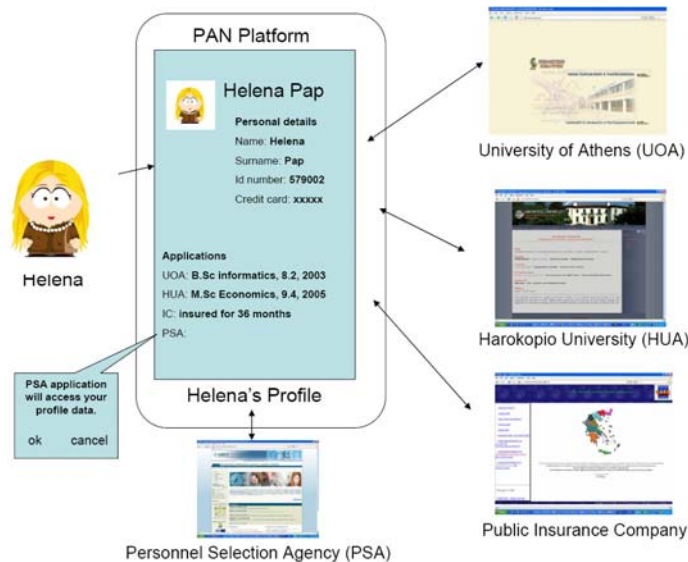 PAN Platform
Helena Pap
Personal details
Name: Helena
Surname: Pap
Id number: 579002
Credit card: xxxxx
Applications
UOA: B.Sc informatics, 8.2, 2003
HUA: M.Sc Economics, 9.4, 2005
IC: insured for 36 months
PSA:
Helena's Profile
Helena
PSA application
will access your
profile data.
ok cancel
University of Athens (UOA)
Harokopio University (HUA)
Public Insurance Company
Personnel Selection Agency (PSA)